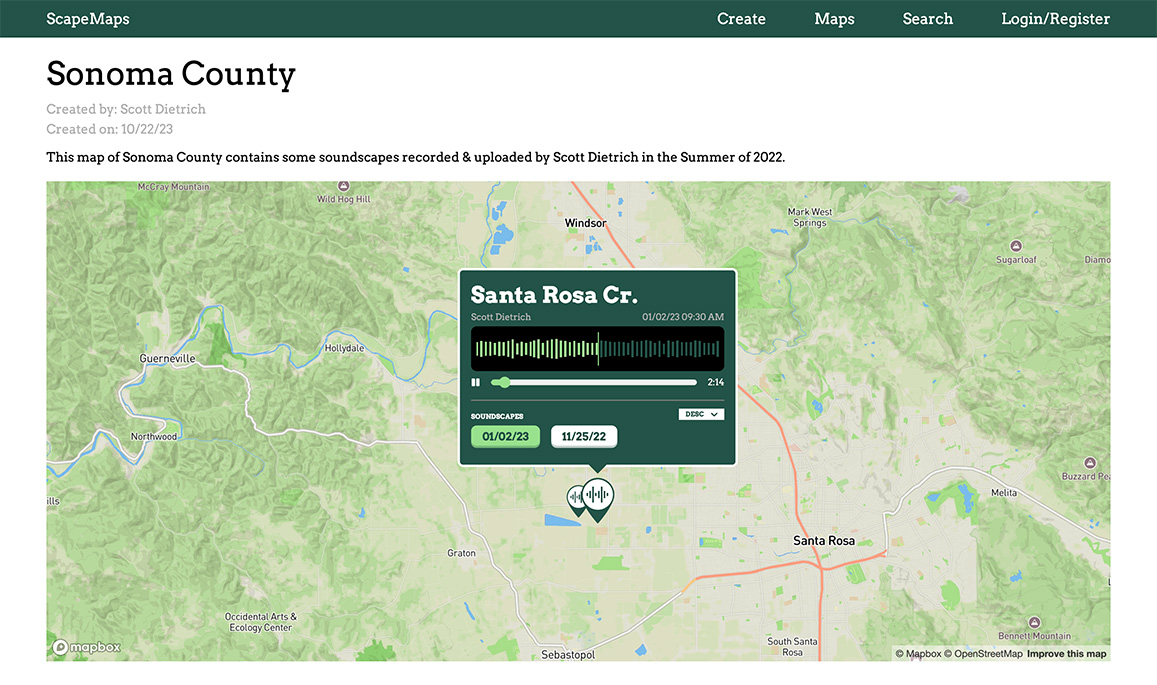 ScapeMaps
Create Maps Search Login/Register
Sonoma County
Created by: Scott Dietrich
Created on: 10/22/23
This map of Sonoma County contains some soundscapes recorded & uploaded by Scott Dietrich in the Summer of 2022.
McCray Mountain
Wild Hog Hill
Windsor
Mark West
Springs
Sugarloaf
Diamo
Santa Rosa Cr.
Scott Dietrich 01/02/23 09:30 AM
2:14
SOUNDSCAPES DESC
01/02/23 11/25/22
Guerneville
Hollydale
Northwood
ills
Buzzard Pea
Melita
Santa Rosa
Graton
Occidental Arts &
Ecology Center
Sebastopol
South Santa
Rosa
Bennett Mountain
L
mapbox
© Mapbox © OpenStreetMap Improve this map